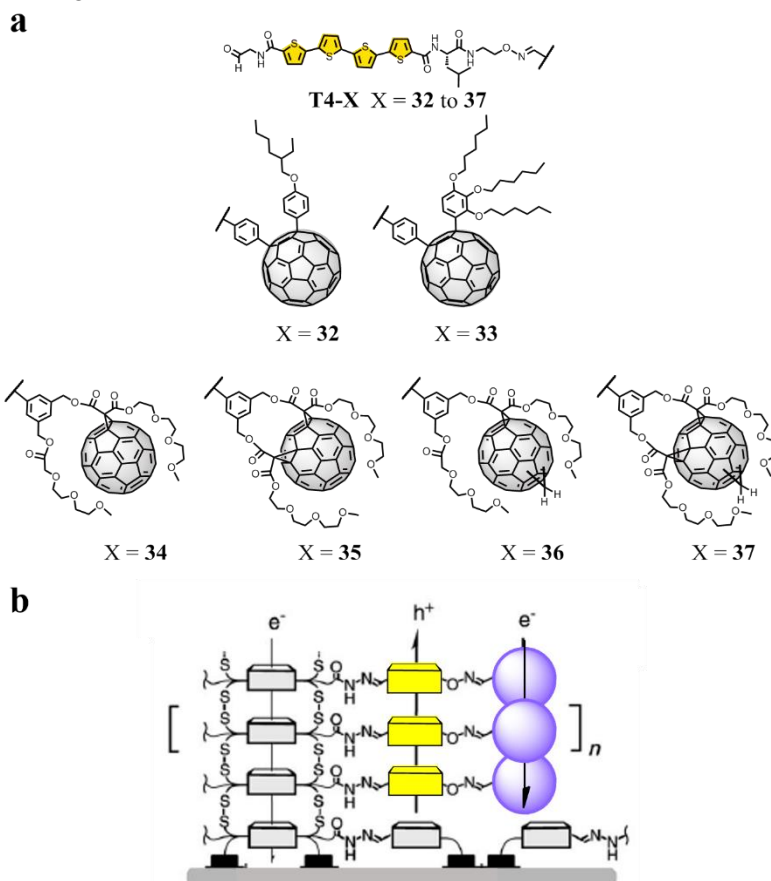 a
O H N H O S S S S O H N O N H O N
T4-X X = 32 to 37
O O O O
X = 32 X = 33
O O O O O O O O O O O O
O O O O O O O O O O O O
O O O O O O O O O O H H
O O O O O O O O O O H H
X = 34 X = 35 X = 36 X = 37
b
e- h+ e-
S S O N H N O N
S S S S O N H N O N
[ ] n
S S S S O N H N O N
S S S S O N H N N N H